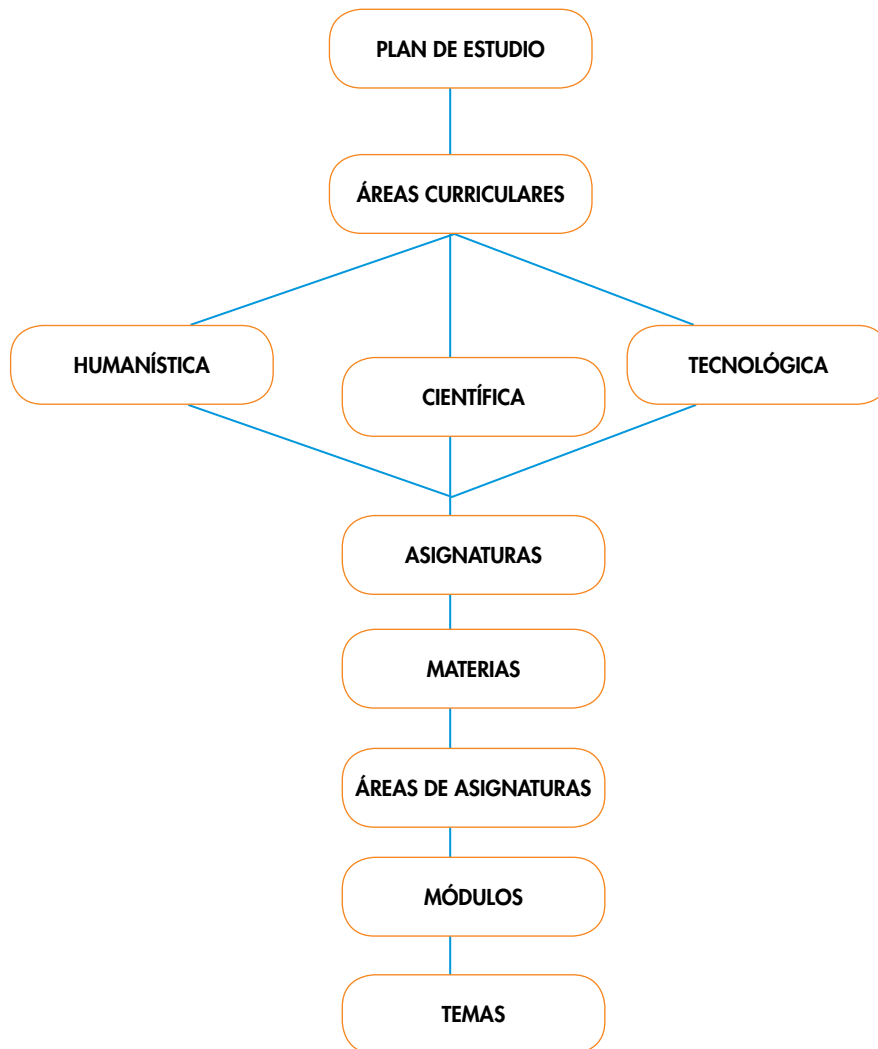 PLAN DE ESTUDIO
ÁREAS CURRICULARES
HUMANÍSTICA
CIENTÍFICA
TECNOLÓGICA
ASIGNATURAS
MATERIAS
ÁREAS DE ASIGNATURAS
MÓDULOS
TEMAS